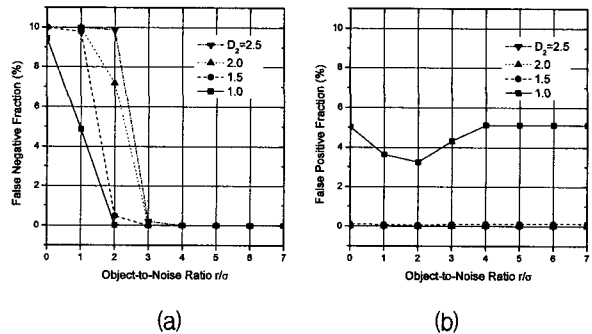 False Negative Fraction (%)
10
8
6
4
2
0
D2=2.5
2.0
1.5
1.0
0 1 2 3 4 5 6 7
Object-to-Noise Ratio r/σ
(a)
False Positive Fraction (%)
10
8
6
4
2
0
D2=2.5
2.0
1.5
1.0
0 1 2 3 4 5 6 7
Object-to-Noise Ratio r/σ
(b)